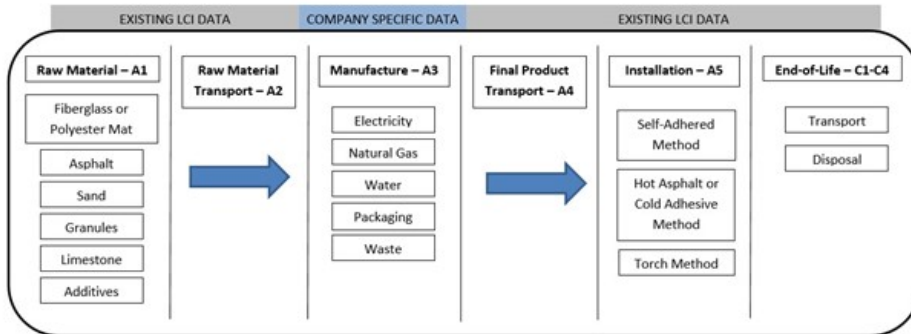 EXISTING LCI DATA
COMPANY SPECIFIC DATA
EXISTING LCI DATA
Raw Material – A1
Fiberglass or
Polyester Mat
Asphalt
Sand
Granules
Limestone
Additives
Raw Material
Transport – A2
Manufacture – A3
Electricity
Natural Gas
Water
Packaging
Waste
Final Product
Transport – A4
Installation – A5
Self-Adhered
Method
Hot Asphalt or
Cold Adhesive
Method
Torch Method
End-of-Life – C1-C4
Transport
Disposal